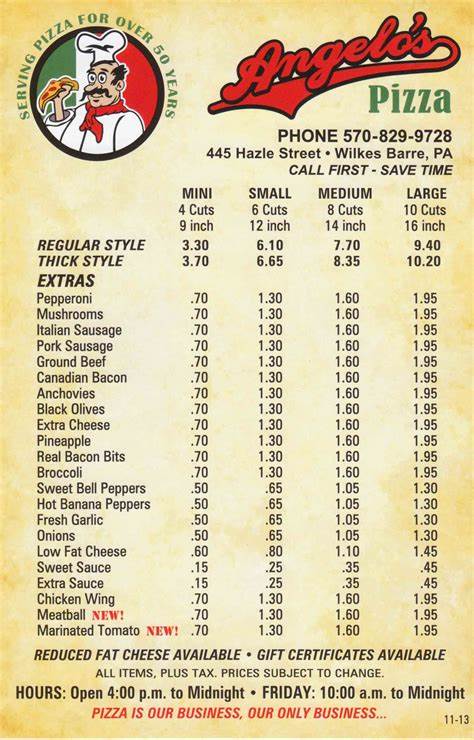 SERVING PIZZA FOR OVER 50 YEARS
Angelo's
Pizza
PHONE 570-829-9728
445 Hazle Street • Wilkes Barre, PA
CALL FIRST - SAVE TIME
MINI SMALL MEDIUM LARGE
4 Cuts 6 Cuts 8 Cuts 10 Cuts
9 inch 12 inch 14 inch 16 inch
REGULAR STYLE 3.30 6.10 7.70 9.40
THICK STYLE 3.70 6.65 8.35 10.20
EXTRAS
Pepperoni .70 1.30 1.60 1.95
Mushrooms .70 1.30 1.60 1.95
Italian Sausage .70 1.30 1.60 1.95
Pork Sausage .70 1.30 1.60 1.95
Ground Beef .70 1.30 1.60 1.95
Canadian Bacon .70 1.30 1.60 1.95
Anchovies .70 1.30 1.60 1.95
Black Olives .70 1.30 1.60 1.95
Extra Cheese .70 1.30 1.60 1.95
Pineapple .70 1.30 1.60 1.95
Real Bacon Bits .70 1.30 1.60 1.95
Broccoli .70 1.30 1.60 1.95
Sweet Bell Peppers .50 .65 1.05 1.30
Hot Banana Peppers .50 .65 1.05 1.30
Fresh Garlic .50 .65 1.05 1.30
Onions .50 .65 1.05 1.30
Low Fat Cheese .60 .80 1.10 1.45
Sweet Sauce .15 .25 .35 .45
Extra Sauce .15 .25 .35 .45
Chicken Wing .70 1.30 1.60 1.95
Meatball NEW! .70 1.30 1.60 1.95
Marinated Tomato NEW! .70 1.30 1.60 1.95
REDUCED FAT CHEESE AVAILABLE • GIFT CERTIFICATES AVAILABLE
ALL ITEMS, PLUS TAX. PRICES SUBJECT TO CHANGE.
HOURS: Open 4:00 p.m. to Midnight • FRIDAY: 10:00 a.m. to Midnight
PIZZA IS OUR BUSINESS, OUR ONLY BUSINESS...
11-13